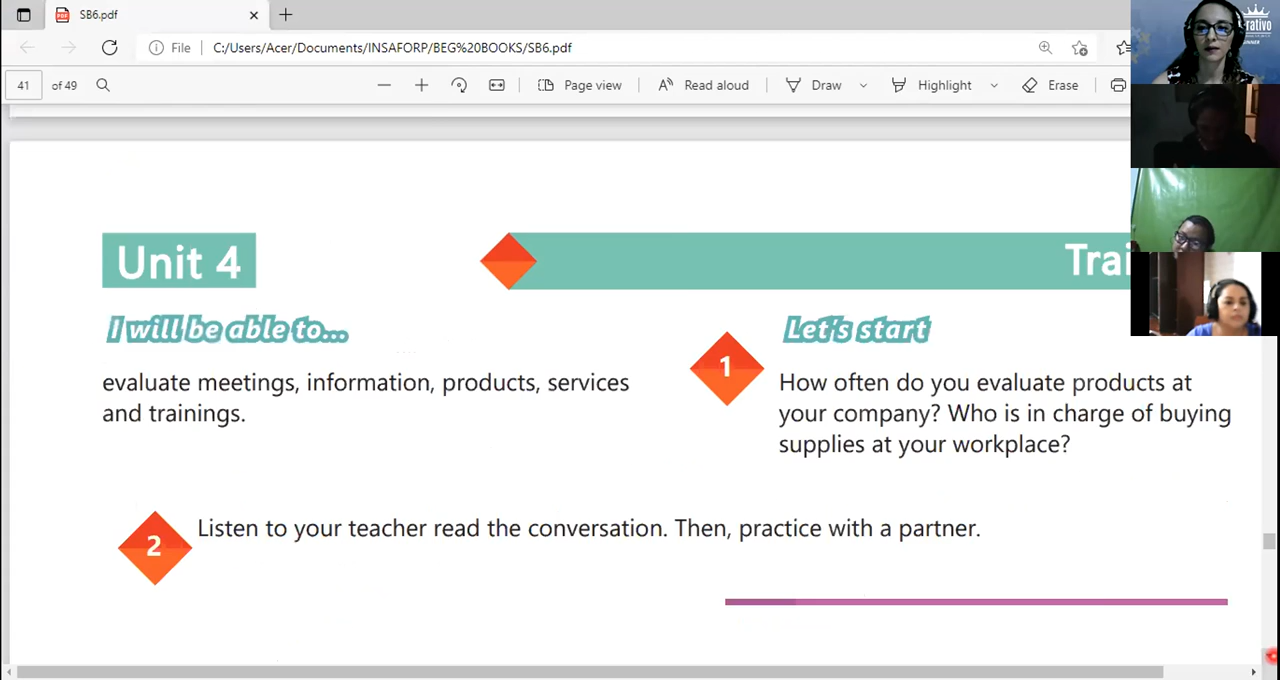 SB6.pdf
File C:/Users/Acer/Documents/INSAFORP/BEG%20BOOKS/SB6.pdf
41 of 49 Page view Read aloud Draw Highlight Erase
Unit 4
I will be able to...
evaluate meetings, information, products, services
and trainings.
Let's start
1
How often do you evaluate products at
your company? Who is in charge of buying
supplies at your workplace?
2
Listen to your teacher read the conversation. Then, practice with a partner.